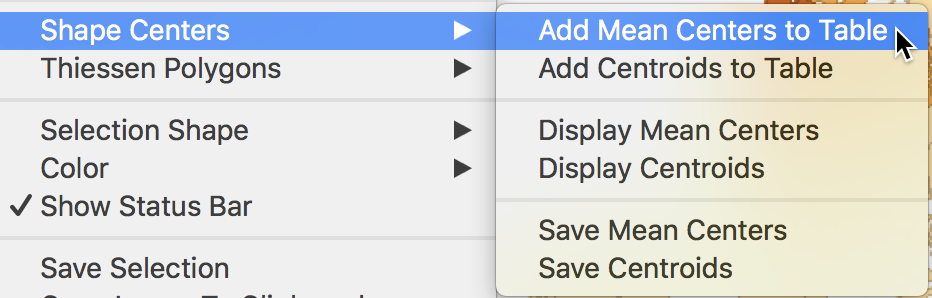 Shape Centers
Thiessen Polygons
Selection Shape
Color
Show Status Bar
Save Selection
Add Mean Centers to Table
Add Centroids to Table
Display Mean Centers
Display Centroids
Save Mean Centers
Save Centroids